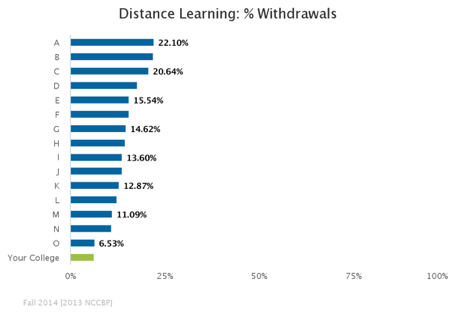 Distance Learning: % Withdrawals
A 22.10%
B
C 20.64%
D
E 15.54%
F
G 14.62%
H
I 13.60%
J
K 12.87%
L
M 11.09%
N
O 6.53%
Your College
0% 25% 50% 75% 100%
Fall 2014 [2013 NCCBP]